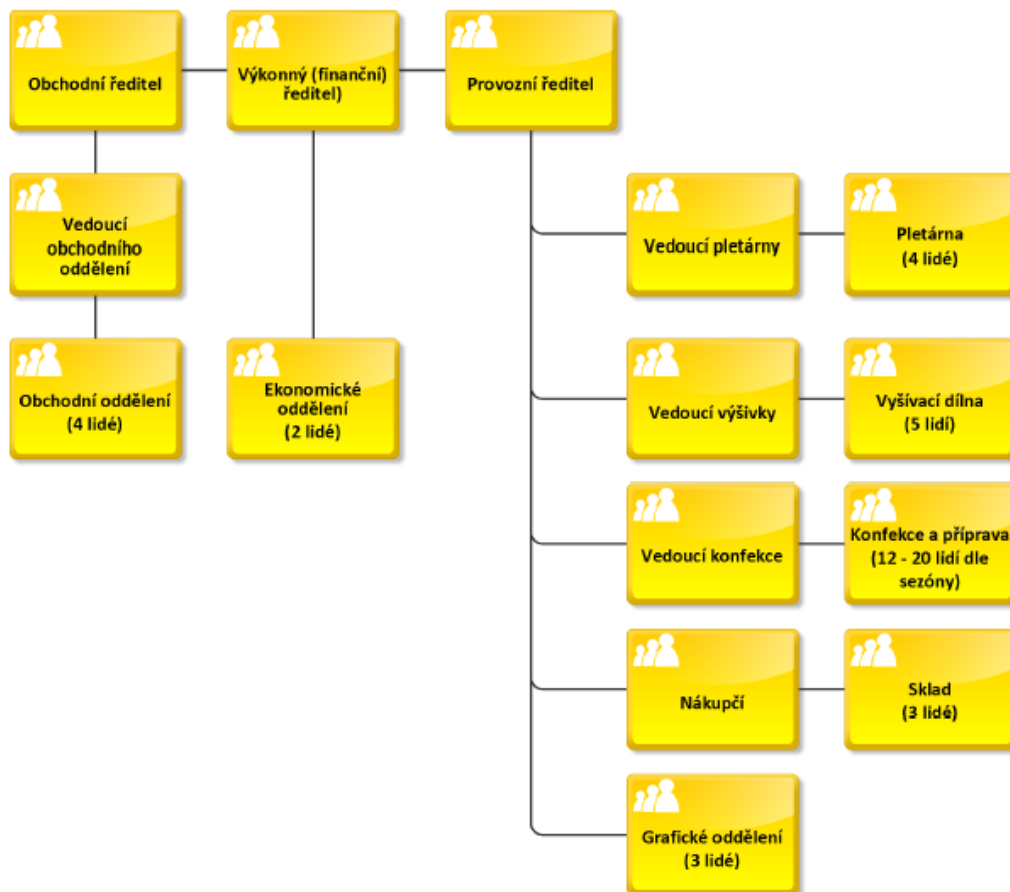 Obchodní ředitel
Výkonný (finanční)
ředitel)
Provozní ředitel
Vedoucí
obchodního
oddělení
Vedoucí pletárny
Pletárna
(4 lidé)
Obchodní oddělení
(4 lidé)
Ekonomické
oddělení
(2 lidé)
Vedoucí výšivky
Vyšívací dílna
(5 lidí)
Vedoucí konfekce
Konfekce a příprava
(12 - 20 lidí dle
sezóny)
Nákupčí
Sklad
(3 lidé)
Grafické oddělení
(3 lidé)